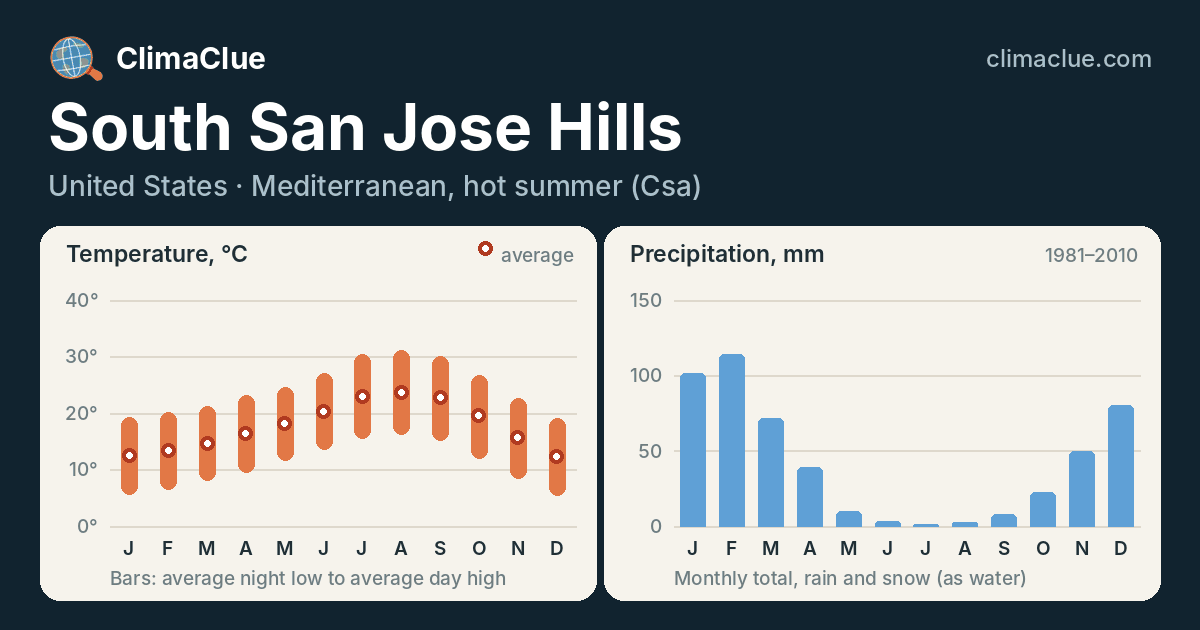 ClimaClue
climaclue.com
South San Jose Hills
United States · Mediterranean, hot summer (Csa)
Temperature, °C
average
40°
30°
20°
10°
0°
J F M A M J J A S O N D
Bars: average night low to average day high
Precipitation, mm
1981–2010
150
100
50
0
J F M A M J J A S O N D
Monthly total, rain and snow (as water)